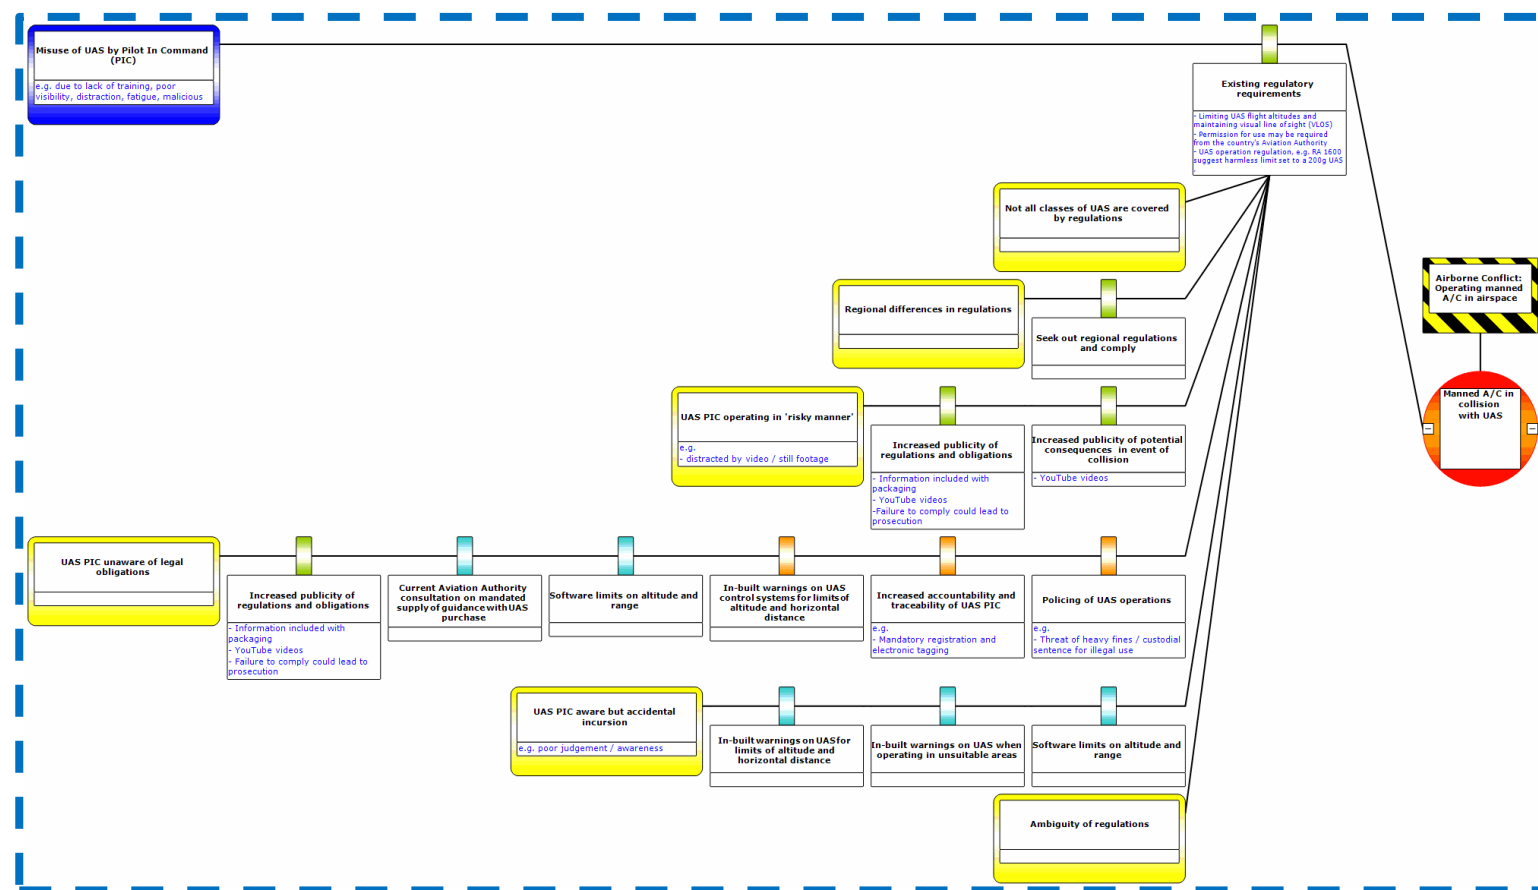 Misuse of UAS by Pilot In Command
(PIC)
e.g. due to lack of training, poor
visibility, distraction, fatigue, malicious
Existing regulatory
requirements
- Limiting UAS flight altitudes and
maintaining visual line of sight (VLOS)
- Permission for use may be required
from the country's Aviation Authority
- UAS operation regulation, e.g. RA 1600
suggest harmless limit set to a 200g UAS
.
Not all classes of UAS are covered
by regulations
Airborne Conflict:
Operating manned
A/C in airspace
Regional differences in regulations
Seek out regional regulations
and comply
Manned A/C in
collision
with UAS
UAS PIC operating in 'risky manner'
e.g.
- distracted by video / still footage
Increased publicity of
regulations and obligations
- Information included with
packaging
- YouTube videos
-Failure to comply could lead to
prosecution
Increased publicity of potential
consequences in event of
collision
- YouTube videos
UAS PIC unaware of legal
obligations
Increased publicity of
regulations and obligations
- Information included with
packaging
- YouTube videos
- Failure to comply could lead to
prosecution
Current Aviation Authority
consultation on mandated
supply of guidance with UAS
purchase
Software limits on altitude and
range
In-built warnings on UAS
control systems for limits of
altitude and horizontal
distance
Increased accountability and
traceability of UAS PIC
e.g.
- Mandatory registration and
electronic tagging
Policing of UAS operations
e.g.
- Threat of heavy fines / custodial
sentence for illegal use
UAS PIC aware but accidental
incursion
e.g. poor judgement / awareness
In-built warnings on UAS for
limits of altitude and
horizontal distance
In-built warnings on UAS when
operating in unsuitable areas
Software limits on altitude and
range
Ambiguity of regulations